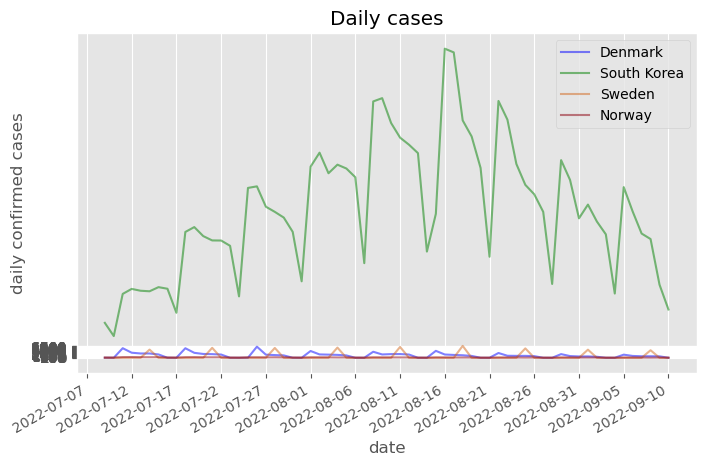 Daily cases
daily confirmed cases
Denmark
South Korea
Sweden
Norway
2022-07-07
2022-07-12
2022-07-17
2022-07-22
2022-07-27
2022-08-01
2022-08-06
2022-08-11
2022-08-16
2022-08-21
2022-08-26
2022-08-31
2022-09-05
2022-09-10
date